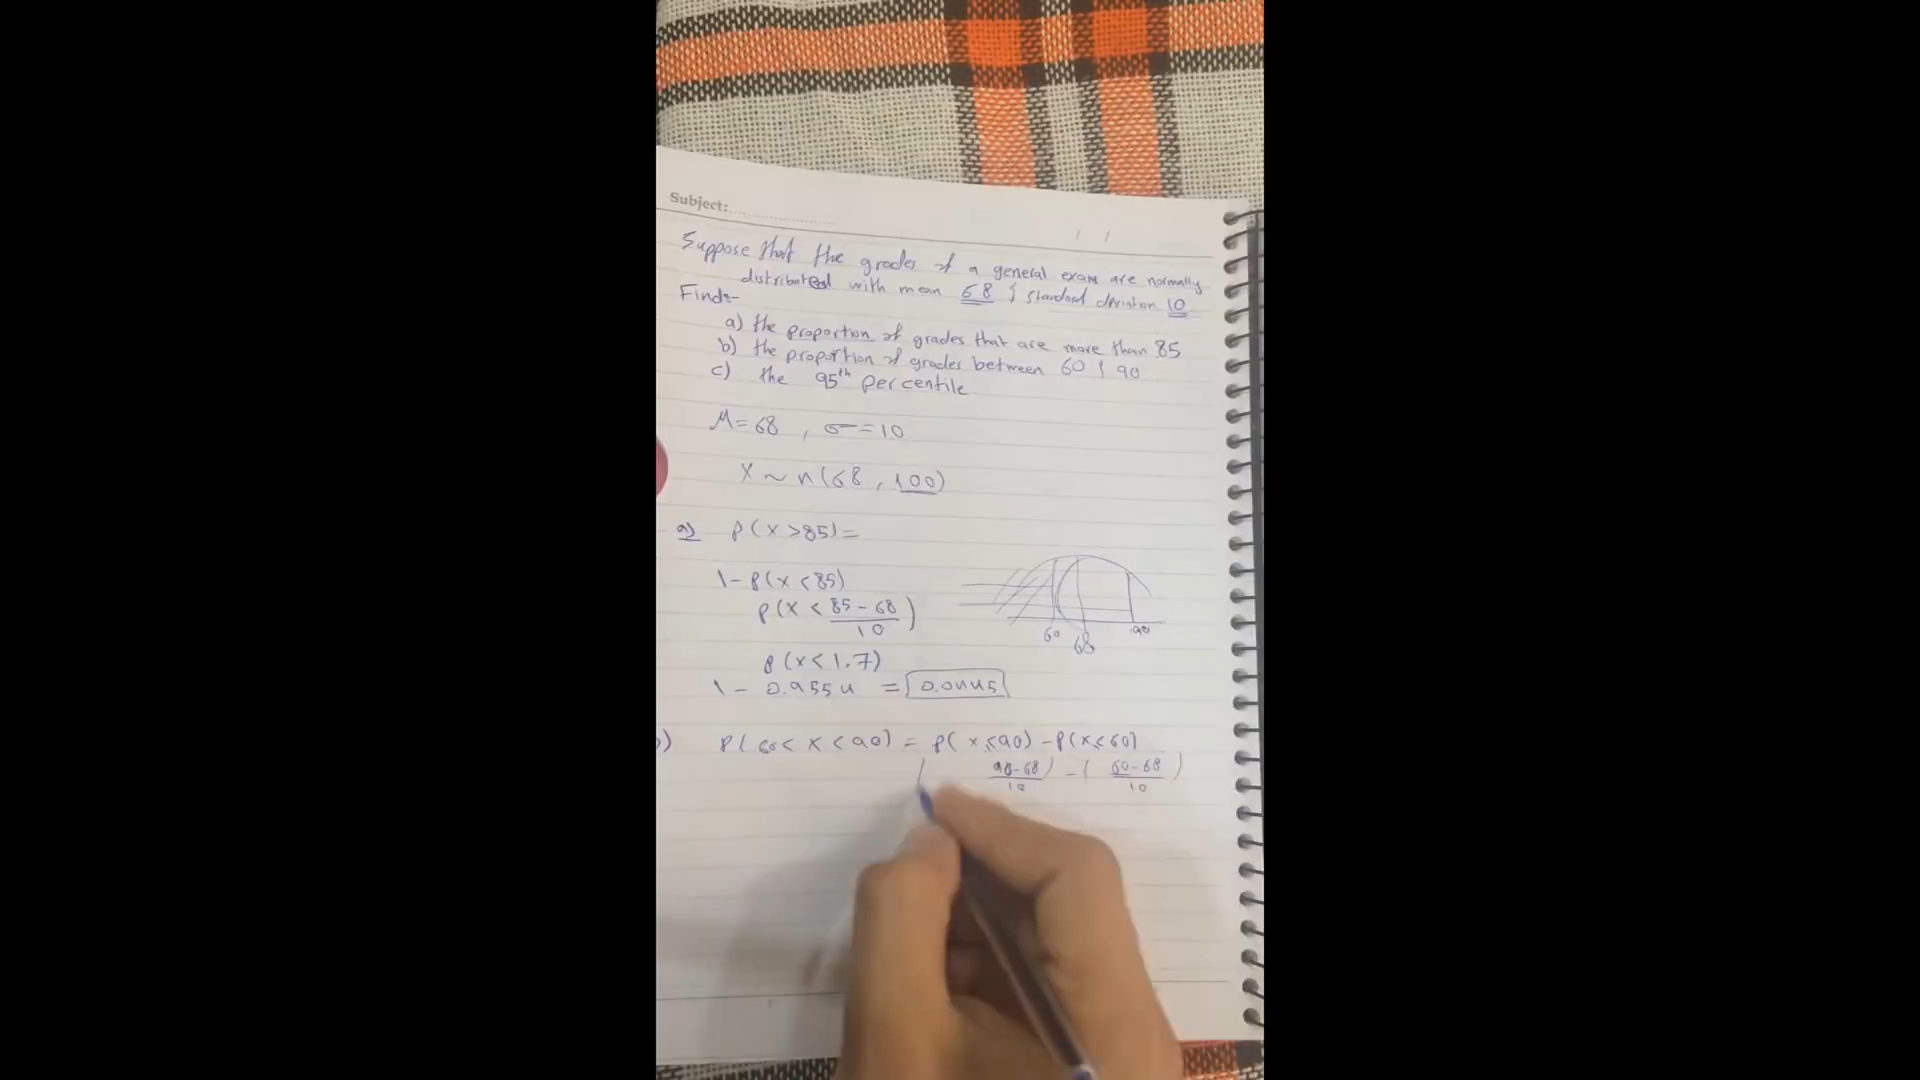 Subject:
Suppose that the grades of a general exam are normally
distributed with mean 68 & standard deviation 10
Find:-
a) the proportion of grades that are more than 85
b) the proportion of grades between 60 & 90
c) the 95th percentile
M=68 , σ=10
X ~ n(68 , 100)
a) P(X>85)=
1-P(X<85)
P(X < 85-68
10 )
P(X<1.7)
1 - 0.9554 = 0.0445
60 68 90
b) P(60< X <90) = P(X<90) - P(X<60)
( 90-68 ) - ( 60-68 )
10 10